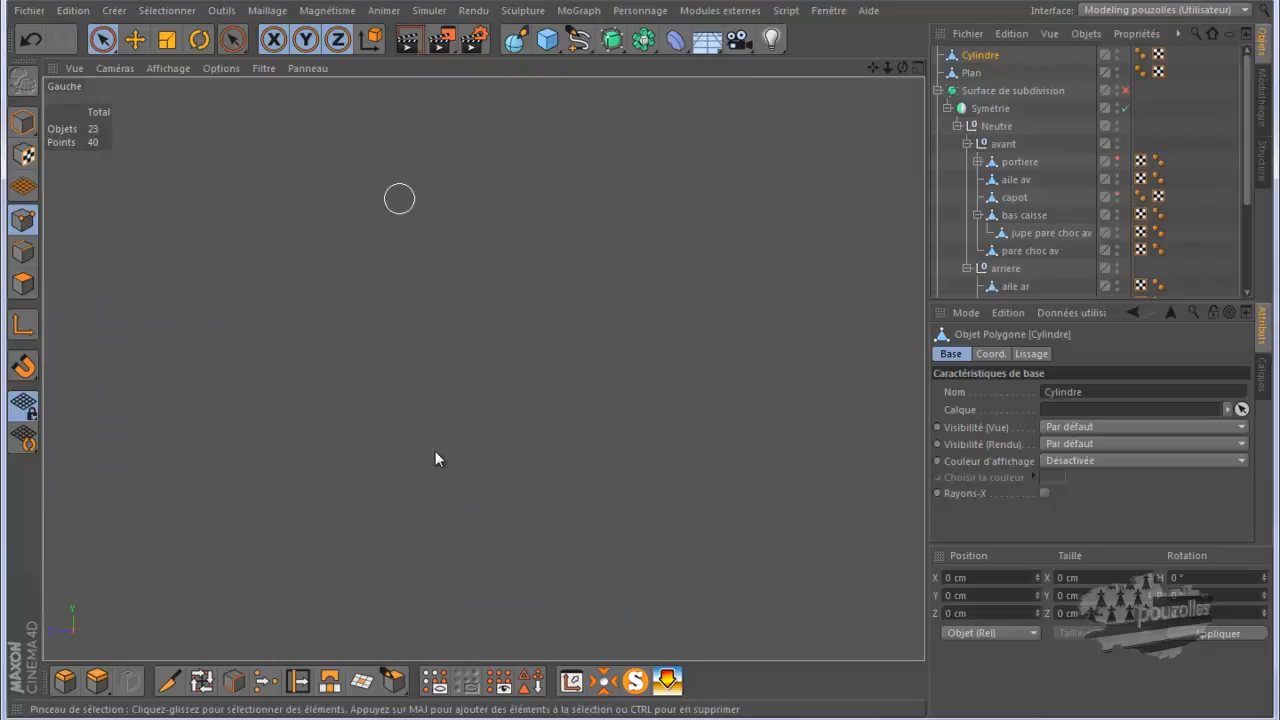 Fichier Edition Créer Sélectionner Outils Maillage Magnétisme Animer Simuler Rendu Sculpture MoGraph Personnage Modules externes Script Fenêtre Aide Interface: Modeling pouzolles (Utilisateur)
Vue Caméras Affichage Options Filtre Panneau
Gauche
Total
Objets 23
Points 40
Fichier Edition Vue Objets Propriétés
Cylindre
Plan
Surface de subdivision
Symétrie
Neutre
avant
portiere
aile av
capot
bas caisse
jupe pare choc av
pare choc av
arriere
aile ar
Objets
Médiathèque
Structure
Mode Edition Données utilis
Objet Polygone [Cylindre]
Base Coord. Lissage
Caractéristiques de base
Nom Cylindre
Calque
Visibilité (Vue) Par défaut
Visibilité (Rendu) Par défaut
Couleur d'affichage Désactivée
Choisir la couleur
Rayons-X
Attributs
Calques
Position Taille Rotation
X 0 cm X 0 cm H 0 °
Y 0 cm Y 0 cm
Z 0 cm Z 0 cm
Objet (Rel) Taille Appliquer
pouzolles
Y
MAXON
CINEMA 4D
Pinceau de sélection : Cliquez-glissez pour sélectionner des éléments. Appuyez sur MAJ pour ajouter des éléments à la sélection ou CTRL pour en supprimer